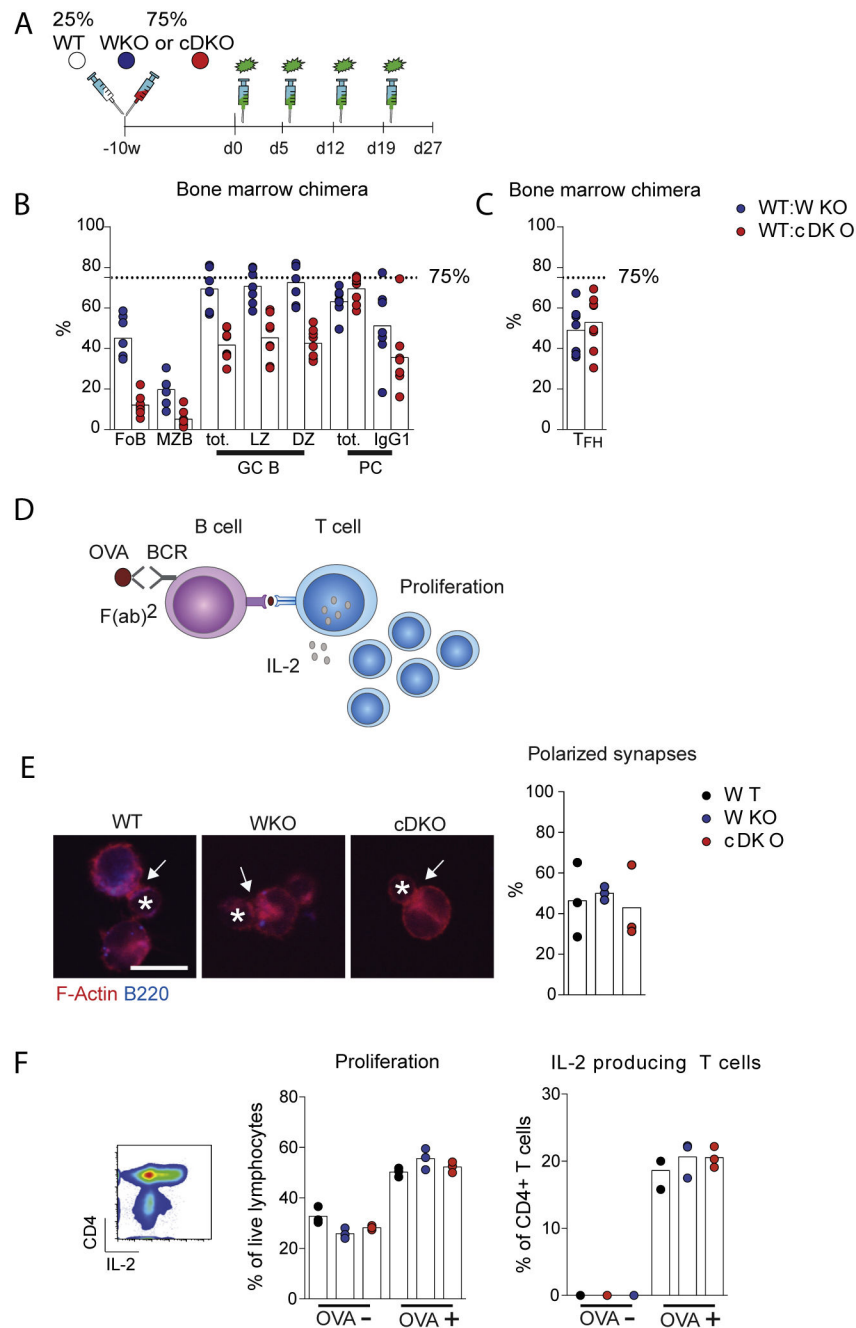 A
25% 75%
WT WKO or cDKO
-10w d0 d5 d12 d19 d27
B
Bone marrow chimera
100
80
60
40
20
0
%
75%
FoB MZB tot. LZ DZ tot. IgG1
GC B PC
C
Bone marrow chimera
100
80
60
40
20
0
%
75%
TFH
WT:W KO
WT:cDK O
D
B cell T cell
OVA BCR
F(ab)2
IL-2
Proliferation
E
WT WKO cDKO
* * *
F-Actin B220
Polarized synapses
100
80
60
40
20
0
%
W T
W KO
cDK O
F
CD4
IL-2
Proliferation
80
60
40
20
0
% of live lymphocytes
OVA - OVA +
IL-2 producing T cells
30
20
10
0
% of CD4+ T cells
OVA - OVA +